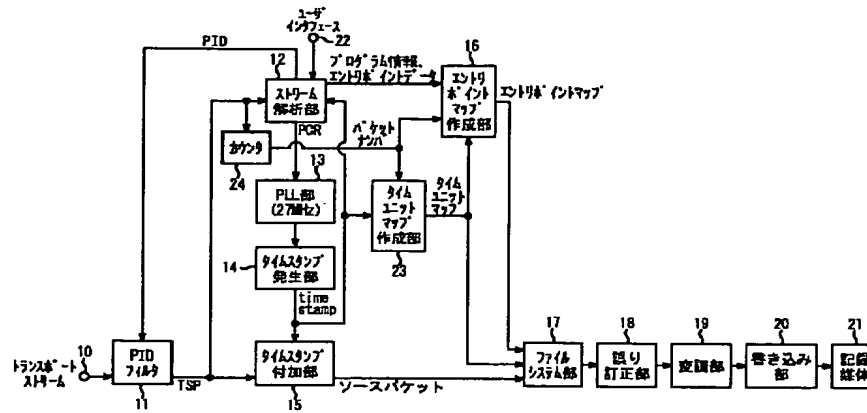 ユーザ
インタフェース
22
PID
12
ストリーム
解析部
プログラム情報、
エントリポイントデータ
16
エントリ
ポイント
マップ
作成部
エントリポイントマップ
PCR
パケット
ナンバ
カウンタ
24
13
PLL部
(27MHz)
タイム
ユニット
マップ
作成部
23
タイム
ユニット
マップ
14
タイムスタンプ
発生部
time
stamp
トランスポート
ストリーム
10
PID
フィルタ
11
TSP
タイムスタンプ
付加部
15
ソースパケット
17
ファイル
システム部
18
誤り
訂正部
19
変調部
20
書き込み
部
21
記録
媒体